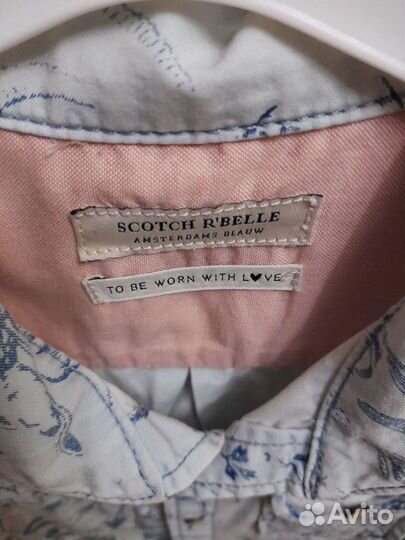 SCOTCH R'BELLE
AMSTERDAMS BLAUW
TO BE WORN WITH L♥VE
Avito